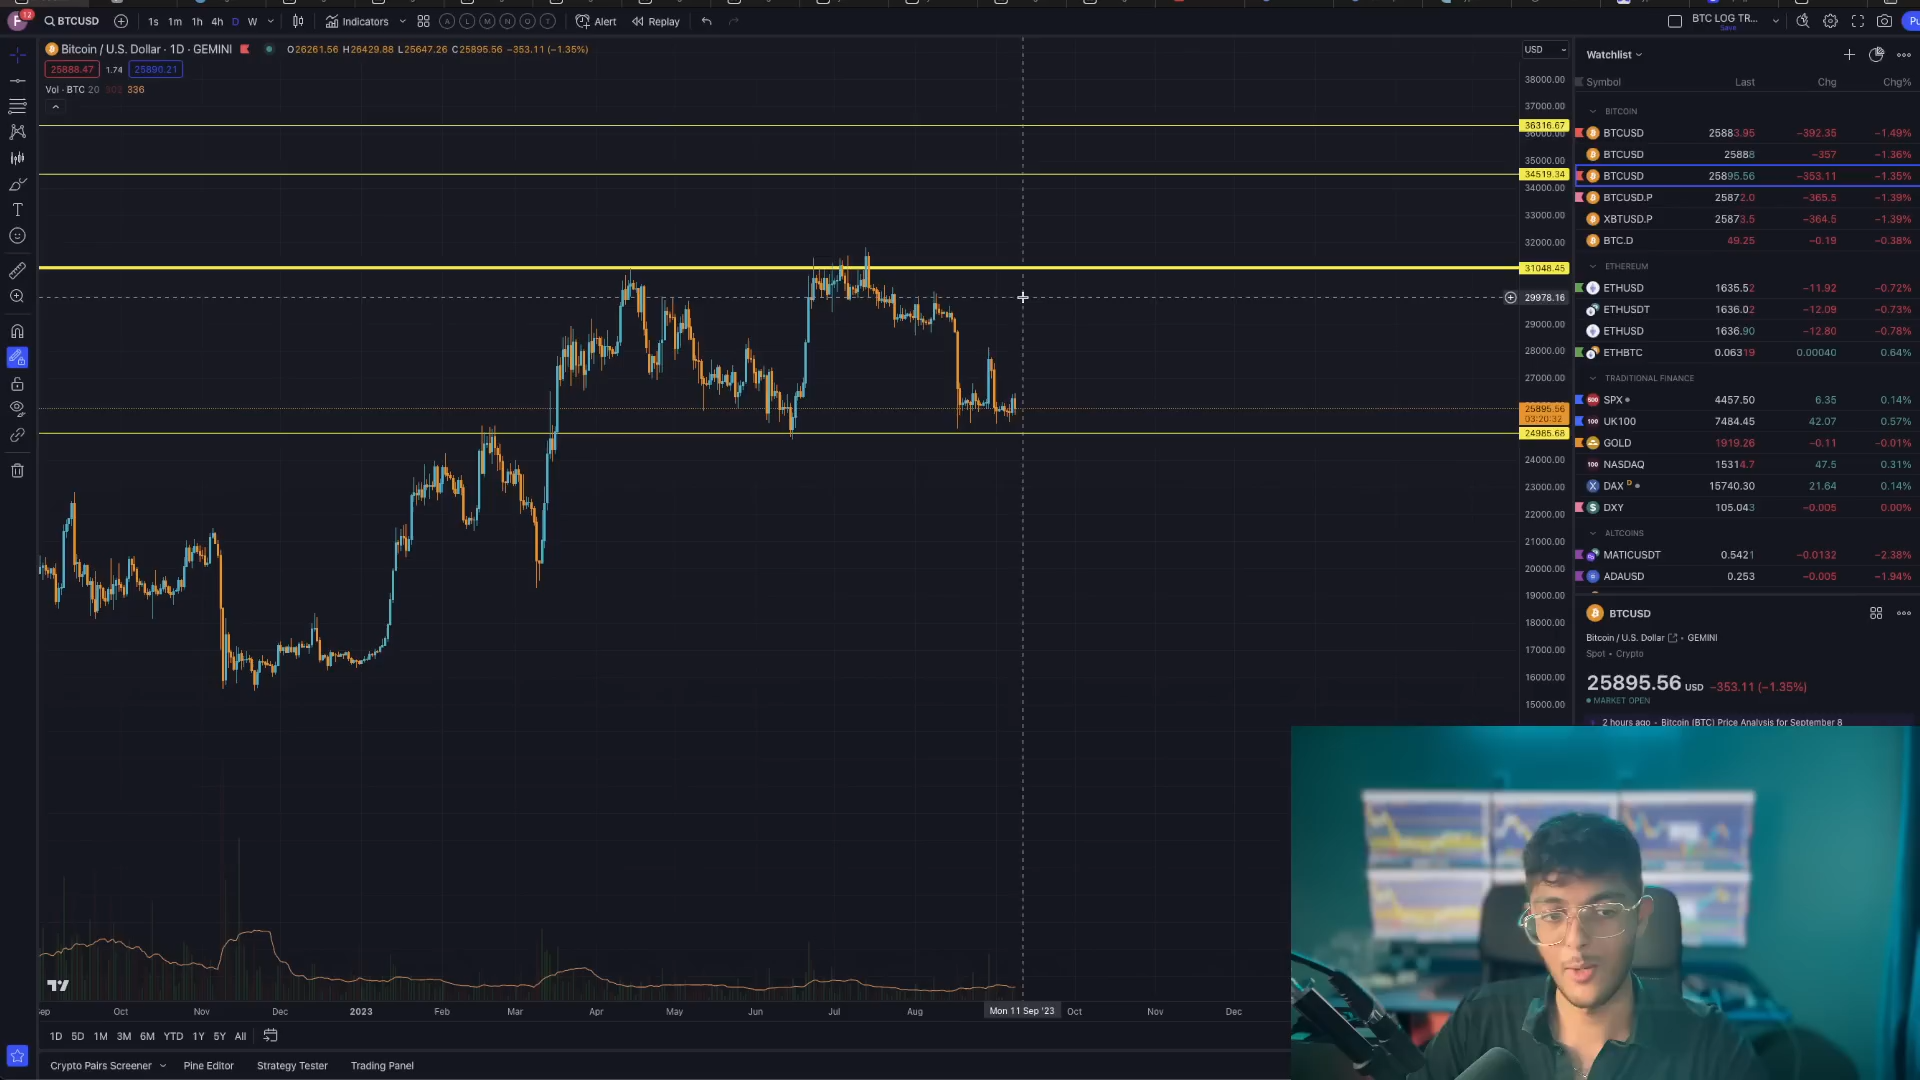 12
BTCUSD
1s 1m 1h 4h D W
Indicators
A L M N O T
Alert
Replay
BTC LOG TR...
Save
Bitcoin / U.S. Dollar · 1D · GEMINI O26261.56 H26429.88 L25647.26 C25895.56 −353.11 (−1.35%)
25888.47 1.74 25890.21
Vol · BTC 20 302 336
USD
38000.00
37000.00
36316.67
36000.00
35000.00
34519.34
34000.00
33000.00
32000.00
31048.45
29978.16
29000.00
28000.00
27000.00
25895.56
03:20:32
24985.68
24000.00
23000.00
22000.00
21000.00
20000.00
19000.00
18000.00
17000.00
16000.00
15000.00
Oct Nov Dec 2023 Feb Mar Apr May Jun Jul Aug Mon 11 Sep '23 Oct Nov Dec
1D 5D 1M 3M 6M YTD 1Y 5Y All
Crypto Pairs Screener Pine Editor Strategy Tester Trading Panel
Watchlist
Symbol Last Chg Chg%
BITCOIN
BTCUSD 25883.95 −392.35 −1.49%
BTCUSD 25888 −357 −1.36%
BTCUSD 25895.56 −353.11 −1.35%
BTCUSD.P 25872.0 −365.5 −1.39%
XBTUSD.P 25873.5 −364.5 −1.39%
BTC.D 49.25 −0.19 −0.38%
ETHEREUM
ETHUSD 1635.52 −11.92 −0.72%
ETHUSDT 1636.02 −12.09 −0.73%
ETHUSD 1636.90 −12.80 −0.78%
ETHBTC 0.06319 0.00040 0.64%
TRADITIONAL FINANCE
500 SPX 4457.50 6.35 0.14%
100 UK100 7484.45 42.07 0.57%
GOLD 1919.26 −0.11 −0.01%
100 NASDAQ 15314.7 47.5 0.31%
DAX D 15740.30 21.64 0.14%
DXY 105.043 −0.005 0.00%
ALTCOINS
MATICUSDT 0.5421 −0.0132 −2.38%
ADAUSD 0.253 −0.005 −1.94%
BTCUSD
Bitcoin / U.S. Dollar • GEMINI
Spot • Crypto
25895.56 USD −353.11 (−1.35%)
MARKET OPEN
2 hours ago • Bitcoin (BTC) Price Analysis for September 8